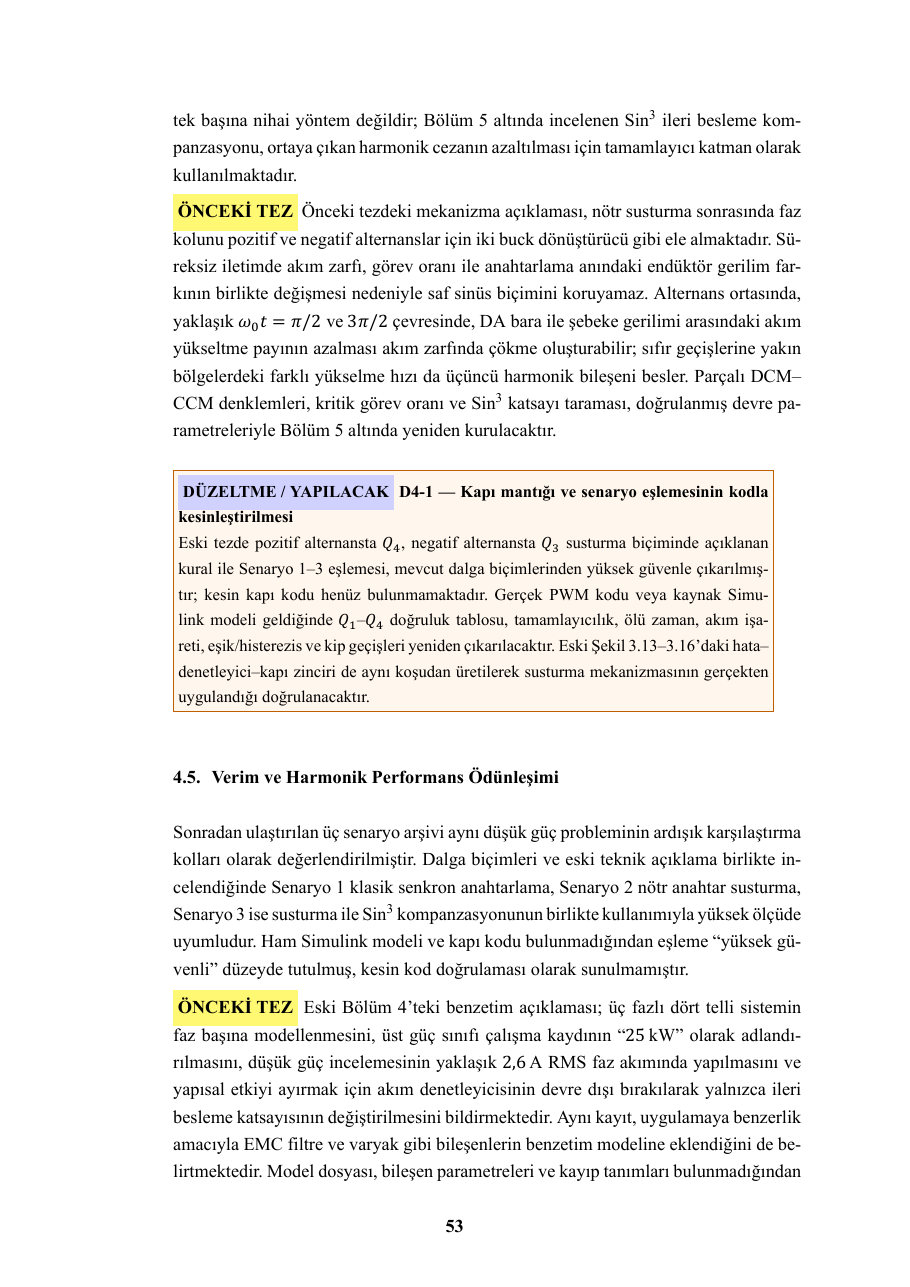 tek başına nihai yöntem değildir; Bölüm 5 altında incelenen Sin³ ileri besleme kom-
panzasyonu, ortaya çıkan harmonik cezanın azaltılması için tamamlayıcı katman olarak
kullanılmaktadır.
ÖNCEKİ TEZ Önceki tezdeki mekanizma açıklaması, nötr susturma sonrasında faz
kolunu pozitif ve negatif alternanslar için iki buck dönüştürücü gibi ele almaktadır. Sü-
reksiz iletimde akım zarfı, görev oranı ile anahtarlama anındaki endüktör gerilim far-
kının birlikte değişmesi nedeniyle saf sinüs biçimini koruyamaz. Alternans ortasında,
yaklaşık ω₀t = π/2 ve 3π/2 çevresinde, DA bara ile şebeke gerilimi arasındaki akım
yükseltme payının azalması akım zarfında çökme oluşturabilir; sıfır geçişlerine yakın
bölgelerdeki farklı yükselme hızı da üçüncü harmonik bileşeni besler. Parçalı DCM–
CCM denklemleri, kritik görev oranı ve Sin³ katsayı taraması, doğrulanmış devre pa-
rametreleriyle Bölüm 5 altında yeniden kurulacaktır.
DÜZELTME / YAPILACAK D4-1 — Kapı mantığı ve senaryo eşlemesinin kodla
kesinleştirilmesi
Eski tezde pozitif alternansta Q₄, negatif alternansta Q₃ susturma biçiminde açıklanan
kural ile Senaryo 1–3 eşlemesi, mevcut dalga biçimlerinden yüksek güvenle çıkarılmış-
tır; kesin kapı kodu henüz bulunmamaktadır. Gerçek PWM kodu veya kaynak Simu-
link modeli geldiğinde Q₁–Q₄ doğruluk tablosu, tamamlayıcılık, ölü zaman, akım işa-
reti, eşik/histerezis ve kip geçişleri yeniden çıkarılacaktır. Eski Şekil 3.13–3.16’daki hata–
denetleyici–kapı zinciri de aynı koşudan üretilerek susturma mekanizmasının gerçekten
uygulandığı doğrulanacaktır.
4.5. Verim ve Harmonik Performans Ödünleşimi
Sonradan ulaştırılan üç senaryo arşivi aynı düşük güç probleminin ardışık karşılaştırma
kolları olarak değerlendirilmiştir. Dalga biçimleri ve eski teknik açıklama birlikte in-
celendiğinde Senaryo 1 klasik senkron anahtarlama, Senaryo 2 nötr anahtar susturma,
Senaryo 3 ise susturma ile Sin³ kompanzasyonunun birlikte kullanımıyla yüksek ölçüde
uyumludur. Ham Simulink modeli ve kapı kodu bulunmadığından eşleme “yüksek gü-
venli” düzeyde tutulmuş, kesin kod doğrulaması olarak sunulmamıştır.
ÖNCEKİ TEZ Eski Bölüm 4’teki benzetim açıklaması; üç fazlı dört telli sistemin
faz başına modellenmesini, üst güç sınıfı çalışma kaydının “25 kW” olarak adlandı-
rılmasını, düşük güç incelemesinin yaklaşık 2,6 A RMS faz akımında yapılmasını ve
yapısal etkiyi ayırmak için akım denetleyicisinin devre dışı bırakılarak yalnızca ileri
besleme katsayısının değiştirilmesini bildirmektedir. Aynı kayıt, uygulamaya benzerlik
amacıyla EMC filtre ve varyak gibi bileşenlerin benzetim modeline eklendiğini de be-
lirtmektedir. Model dosyası, bileşen parametreleri ve kayıp tanımları bulunmadığından
53